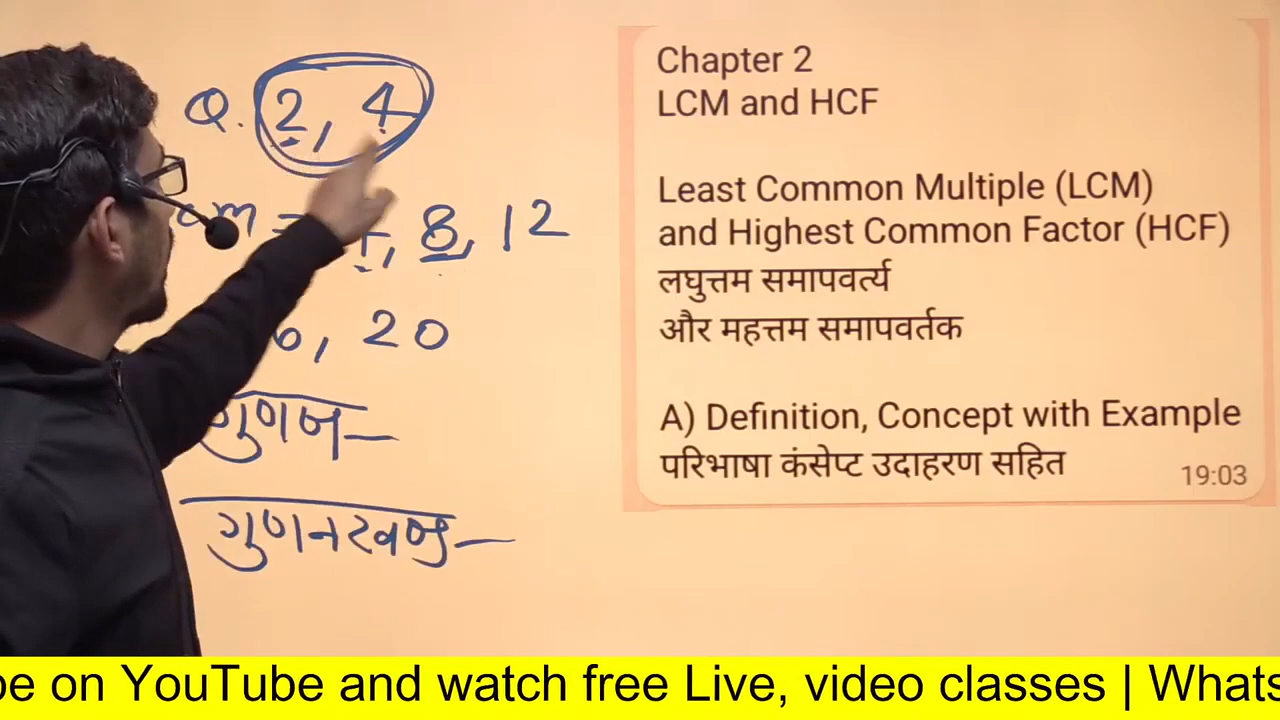 Q. 2, 4
= 4, 8, 12
20
गुणज—
गुणनखण्ड—
Chapter 2
LCM and HCF
Least Common Multiple (LCM)
and Highest Common Factor (HCF)
लघुत्तम समापवर्त्य
और महत्तम समापवर्तक
A) Definition, Concept with Example
परिभाषा कंसेप्ट उदाहरण सहित
19:03
on YouTube and watch free Live, video classes |